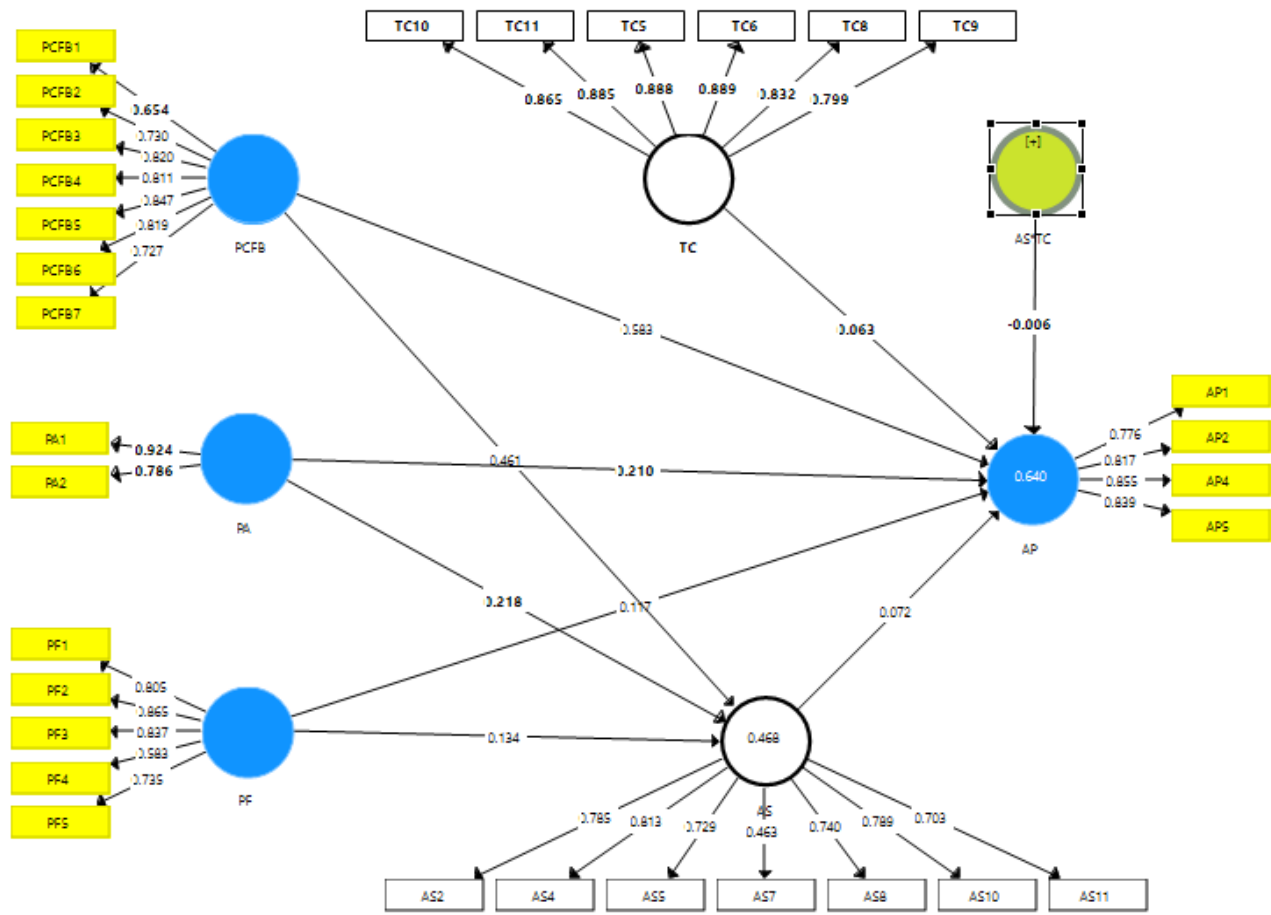 TC10 TC11 TC5 TC6 TC8 TC9
0.865 0.885 0.888 0.889 0.832 0.799
TC
PCFB1
PCFB2
PCFB3
PCFB4
PCFB5
PCFB6
PCFB7
0.654
0.730
0.820
0.811
0.847
0.819
0.727
PCFB
[+]
AS*TC
0.583
0.063
-0.006
PA1
PA2
0.924
0.786
PA
0.461
0.210
0.640
AP
0.776
0.817
0.855
0.839
AP1
AP2
AP4
AP5
0.218
0.117
0.072
PF1
PF2
PF3
PF4
PF5
0.805
0.865
0.837
0.583
0.735
PF
0.134
0.468
AS
0.785 0.813 0.729 0.463 0.740 0.789 0.703
AS2 AS4 AS5 AS7 AS8 AS10 AS11